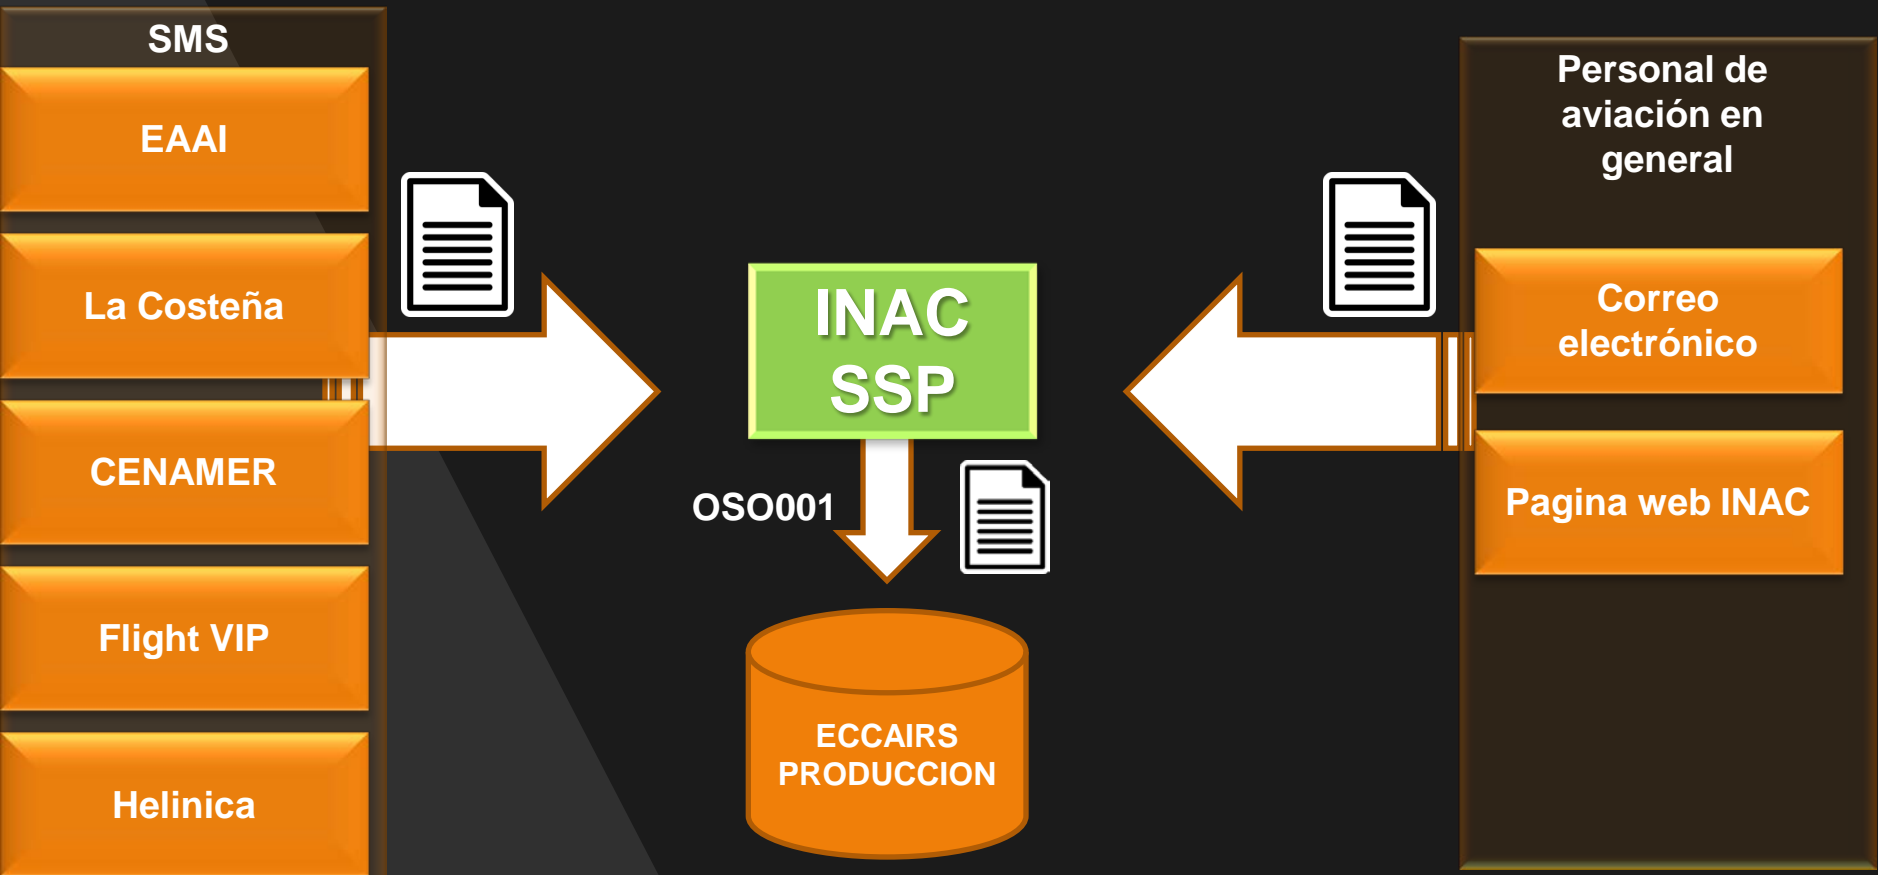 SMS
EAAI
La Costeña
CENAMER
Flight VIP
Helinica
INAC
SSP
OSO001
ECCAIRS
PRODUCCION
Personal de
aviación en
general
Correo
electrónico
Pagina web INAC